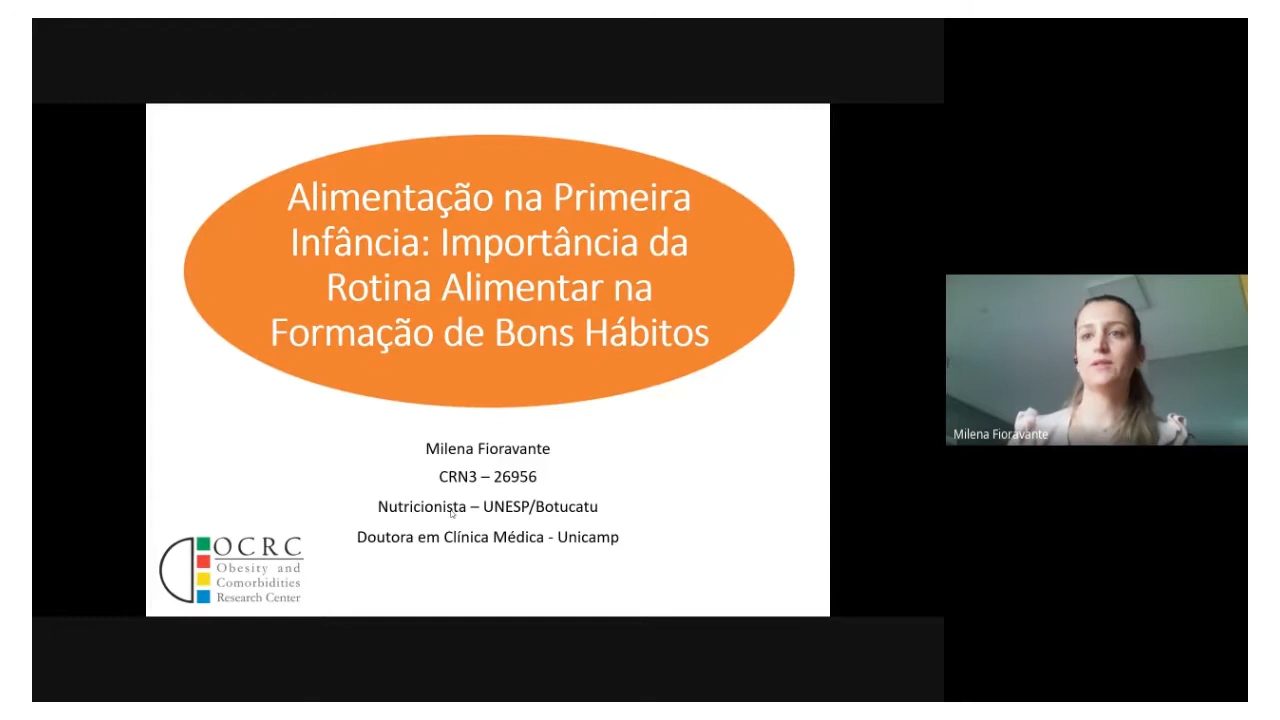 Alimentação na Primeira
Infância: Importância da
Rotina Alimentar na
Formação de Bons Hábitos
Milena Fioravante
CRN3 – 26956
Nutricionista – UNESP/Botucatu
Doutora em Clínica Médica - Unicamp
OCRC
Obesity and
Comorbidities
Research Center
Milena Fioravante